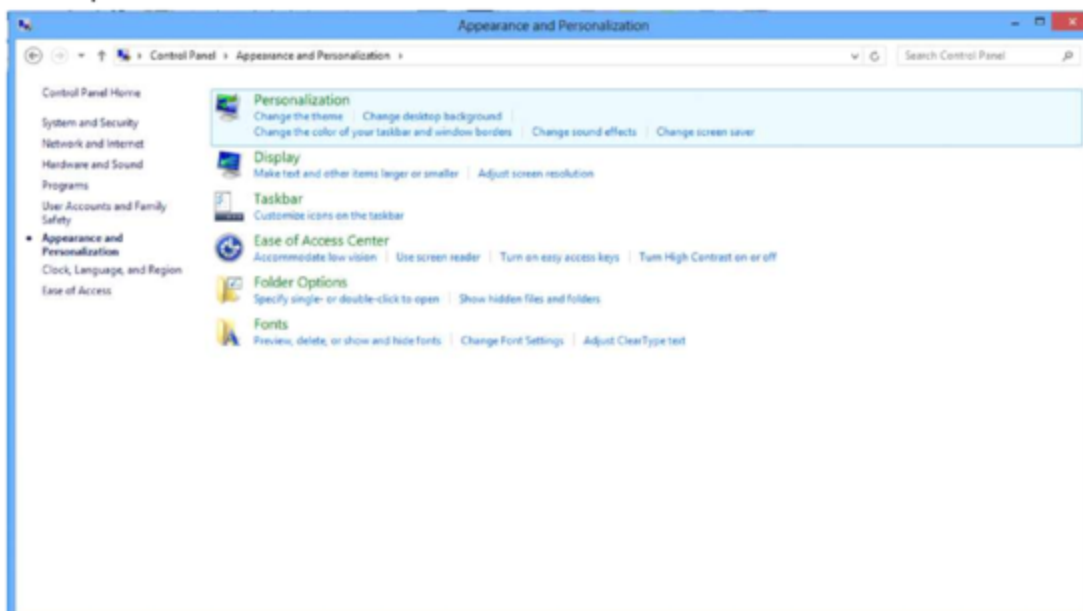 Appearance and Personalization
Control Panel Appearance and Personalization
Search Control Panel
Control Panel Home
System and Security
Network and Internet
Hardware and Sound
Programs
User Accounts and Family
Safety
Appearance and
Personalization
Clock, Language, and Region
Ease of Access
Personalization
Change the theme Change desktop background
Change the color of your taskbar and window borders Change sound effects Change screen saver
Display
Make text and other items larger or smaller Adjust screen resolution
Taskbar
Customize icons on the taskbar
Ease of Access Center
Accommodate low vision Use screen reader Turn on easy access keys Turn High Contrast on or off
Folder Options
Specify single- or double-click to open Show hidden files and folders
Fonts
Preview, delete, or show and hide fonts Change Font Settings Adjust ClearType text